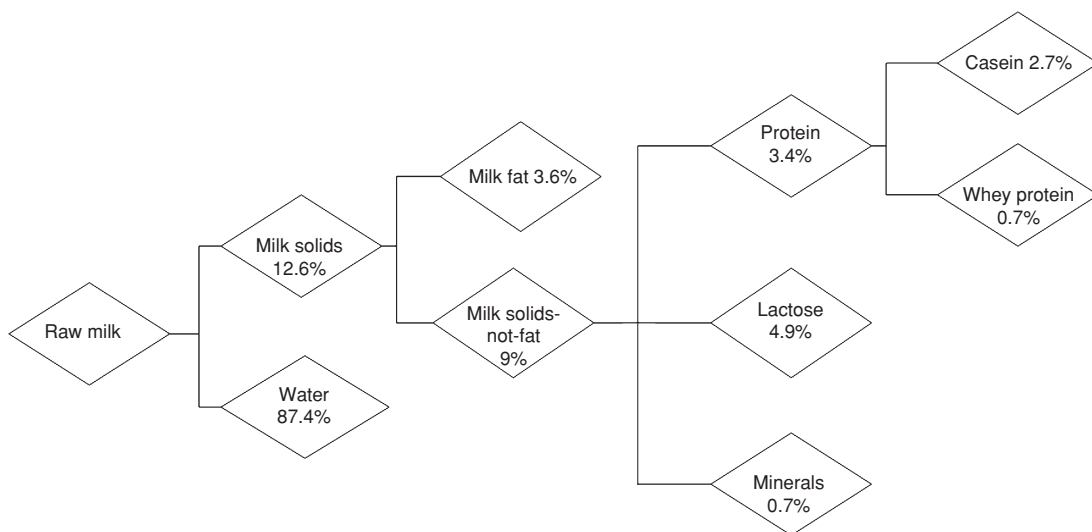 Raw milk
Milk solids
12.6%
Water
87.4%
Milk fat 3.6%
Milk solids-
not-fat
9%
Protein
3.4%
Lactose
4.9%
Minerals
0.7%
Casein 2.7%
Whey protein
0.7%